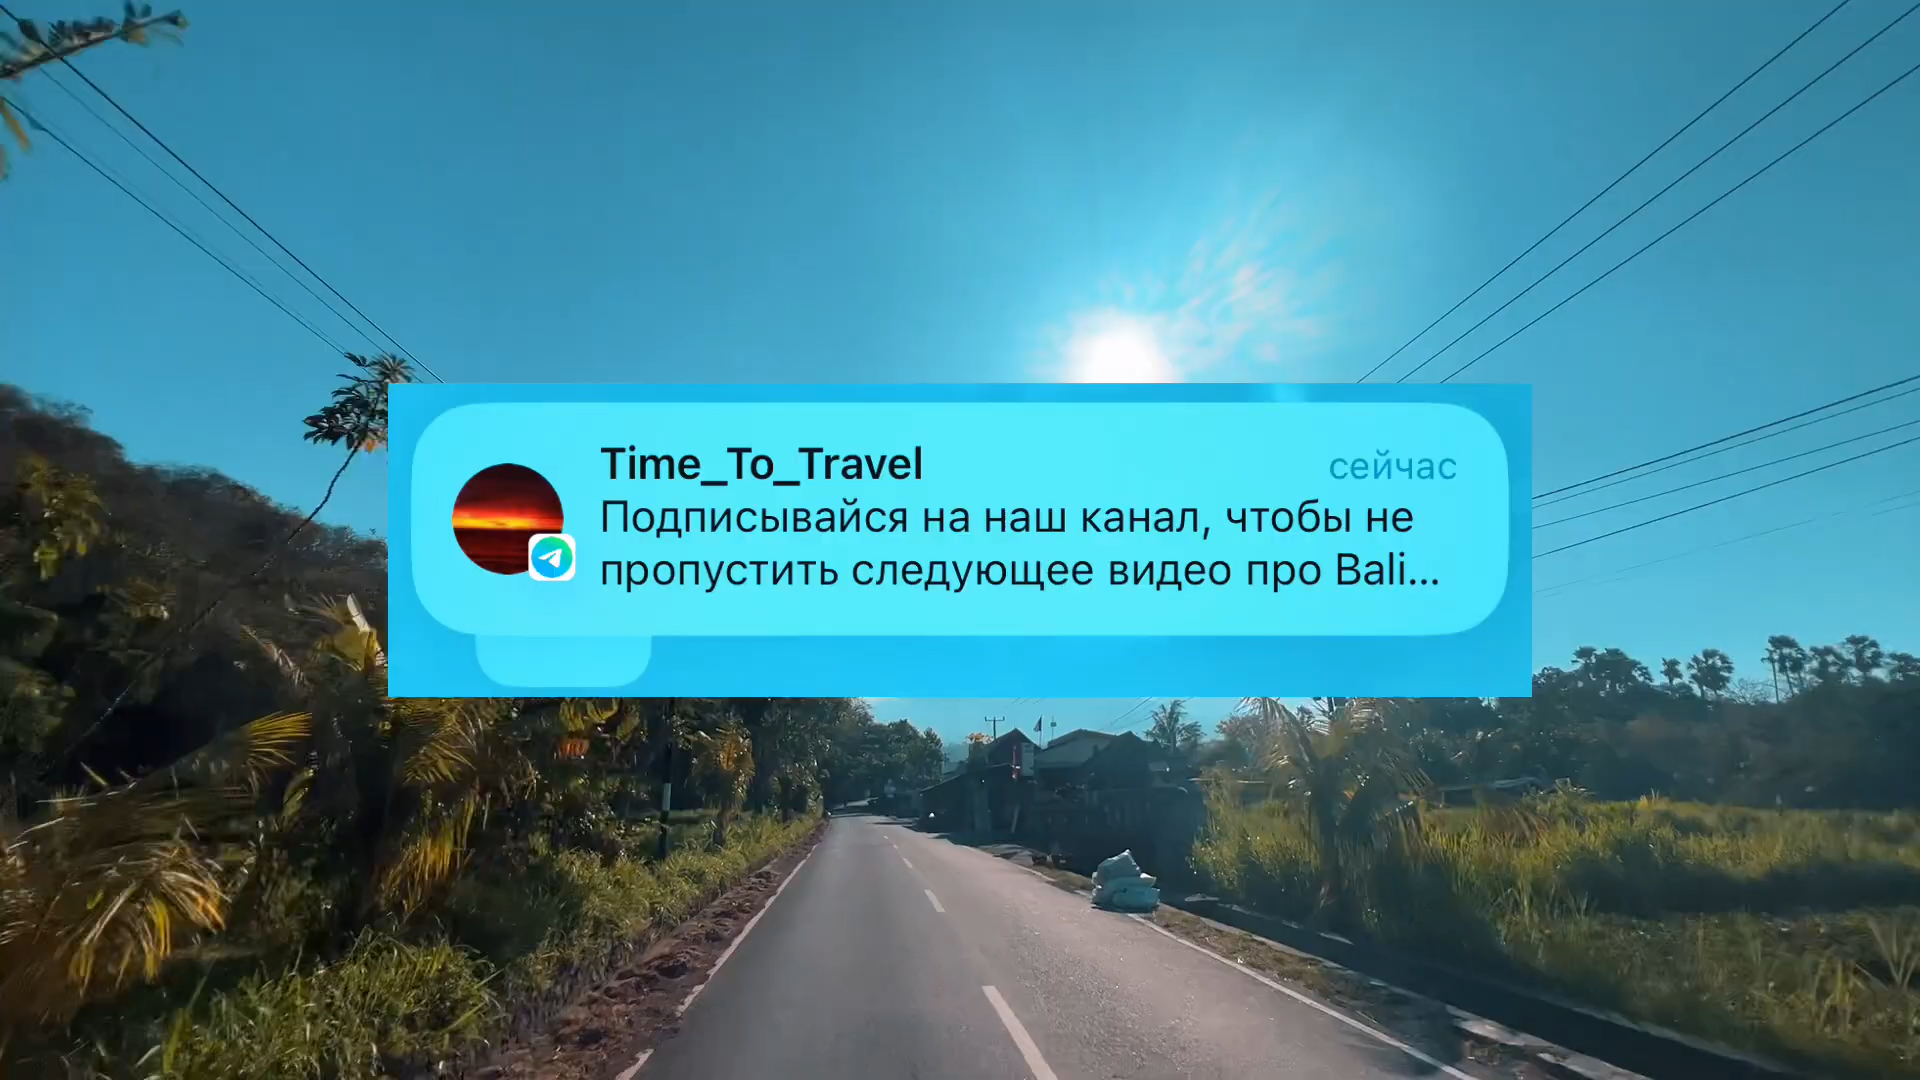 Time_To_Travel
сейчас
Подписывайся на наш канал, чтобы не
пропустить следующее видео про Bali...